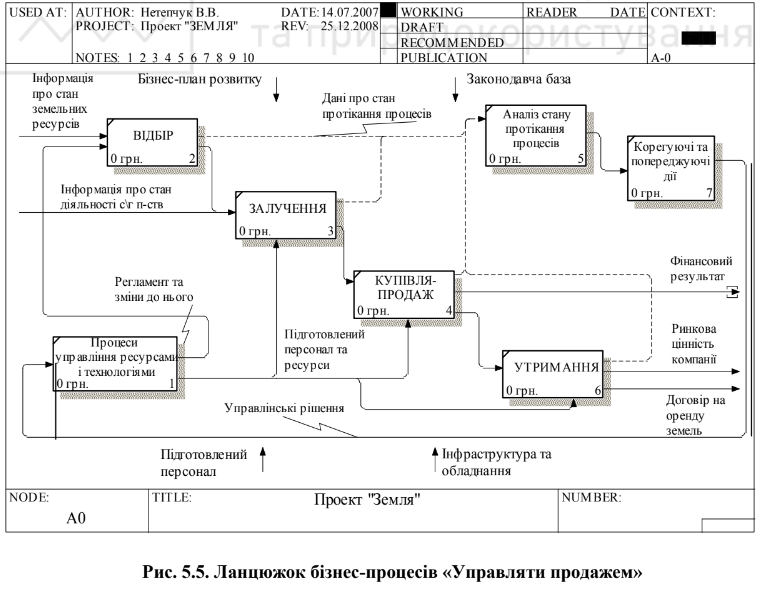 USED AT:
AUTHOR: Нетепчук В.В.
DATE: 14.07.2007
WORKING
READER
DATE
CONTEXT:
PROJECT: Проект "ЗЕМЛЯ"
REV: 25.12.2008
DRAFT
RECOMMENDED
NOTES: 1 2 3 4 5 6 7 8 9 10
PUBLICATION
A-0
та природокористування
Інформація
про стан
земельних
ресурсів
Бізнес-план розвитку
Законодавча база
Дані про стан
протікання процесів
ВІДБІР
0 грн.
2
Аналіз стану
протікання
процесів
0 грн.
5
Корегуючі та
попереджуючі
дії
0 грн.
7
Інформація про стан
діяльності с\г п-ств
ЗАЛУЧЕННЯ
0 грн.
3
Фінансовий
результат
КУПІВЛЯ-
ПРОДАЖ
0 грн.
4
Регламент та
зміни до нього
Процеси
управління ресурсами
і технологіями
0 грн.
1
Підготовлений
персонал та
ресурси
УТРИМАННЯ
0 грн.
6
Ринкова
цінність
компанії
Договір на
оренду
земель
Управлінські рішення
Підготовлений
персонал
Інфраструктура та
обладнання
NODE:
TITLE:
NUMBER:
A0
Проект "Земля"
Рис. 5.5. Ланцюжок бізнес-процесів «Управляти продажем»